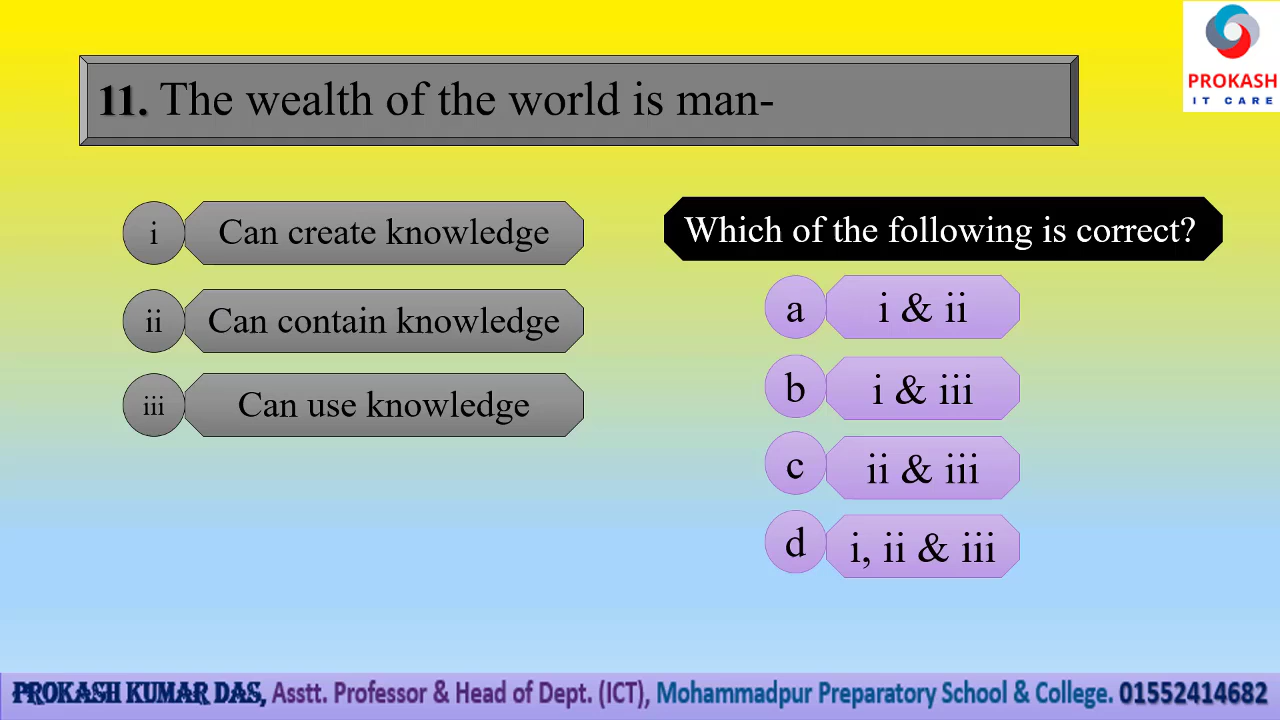 PROKASH
IT CARE
11. The wealth of the world is man-
i Can create knowledge
ii Can contain knowledge
iii Can use knowledge
Which of the following is correct?
a i & ii
b i & iii
c ii & iii
d i, ii & iii
PROKASH KUMAR DAS, Asstt. Professor & Head of Dept. (ICT), Mohammadpur Preparatory School & College. 01552414682